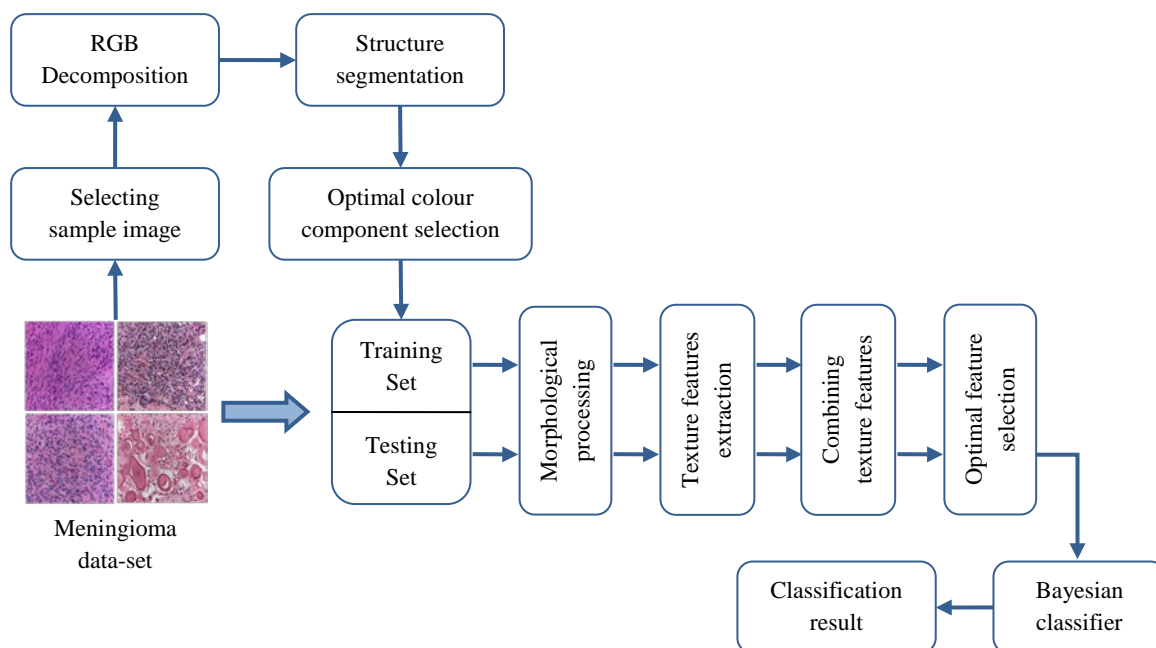 RGB
Decomposition
Structure
segmentation
Selecting
sample image
Optimal colour
component selection
Meningioma
data-set
Training
Set
Testing
Set
Morphological
processing
Texture features
extraction
Combining
texture features
Optimal feature
selection
Bayesian
classifier
Classification
result